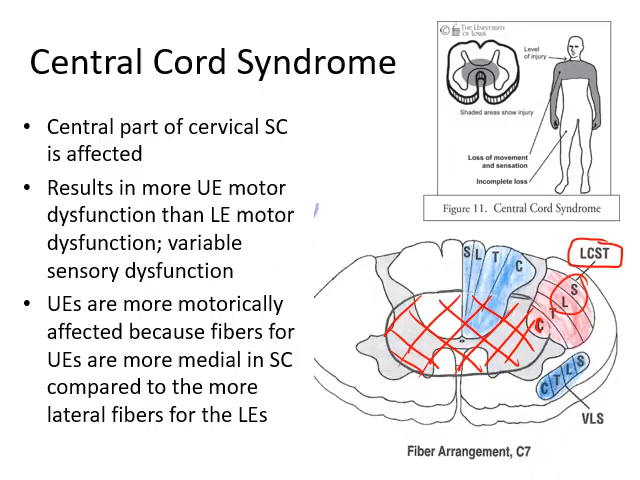 Central Cord Syndrome
• Central part of cervical SC
is affected
• Results in more UE motor
dysfunction than LE motor
dysfunction; variable
sensory dysfunction
• UEs are more motorically
affected because fibers for
UEs are more medial in SC
compared to the more
lateral fibers for the LEs
© THE UNIVERSITY
OF IOWA
Level
of injury
Shaded areas show injury
Loss of movement
and sensation
Incomplete loss
Figure 11. Central Cord Syndrome
S L T C
LCST
S
L
T
C
C T L S
VLS
Fiber Arrangement, C7